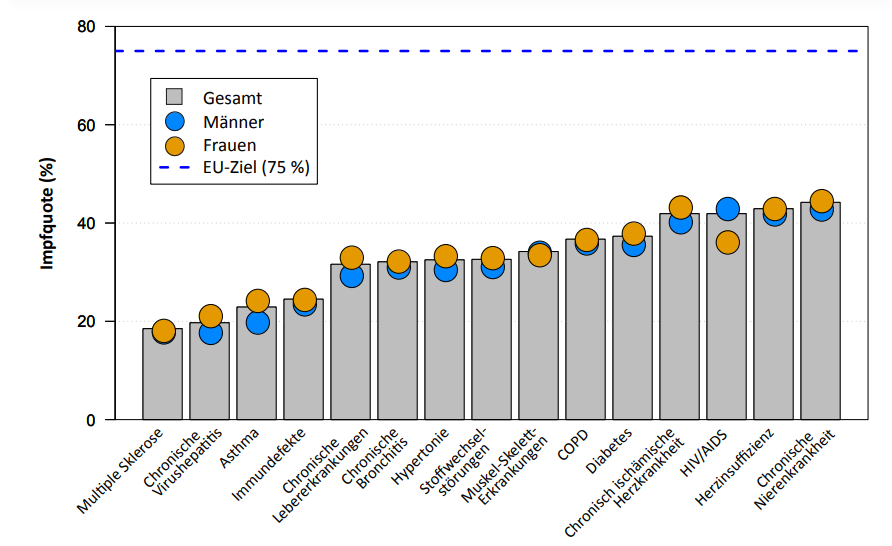 80
60
40
20
0
Impfquote (%)
Gesamt
Männer
Frauen
EU-Ziel (75 %)
Multiple Sklerose
Chronische
Virushepatitis
Asthma
Immundefekte
Chronische
Lebererkrankungen
Chronische
Bronchitis
Hypertonie
Stoffwechsel-
störungen
Muskel-Skelett-
Erkrankungen
COPD
Diabetes
Chronisch ischämische
Herzkrankheit
HIV/AIDS
Herzinsuffizienz
Chronische
Nierenkrankheit